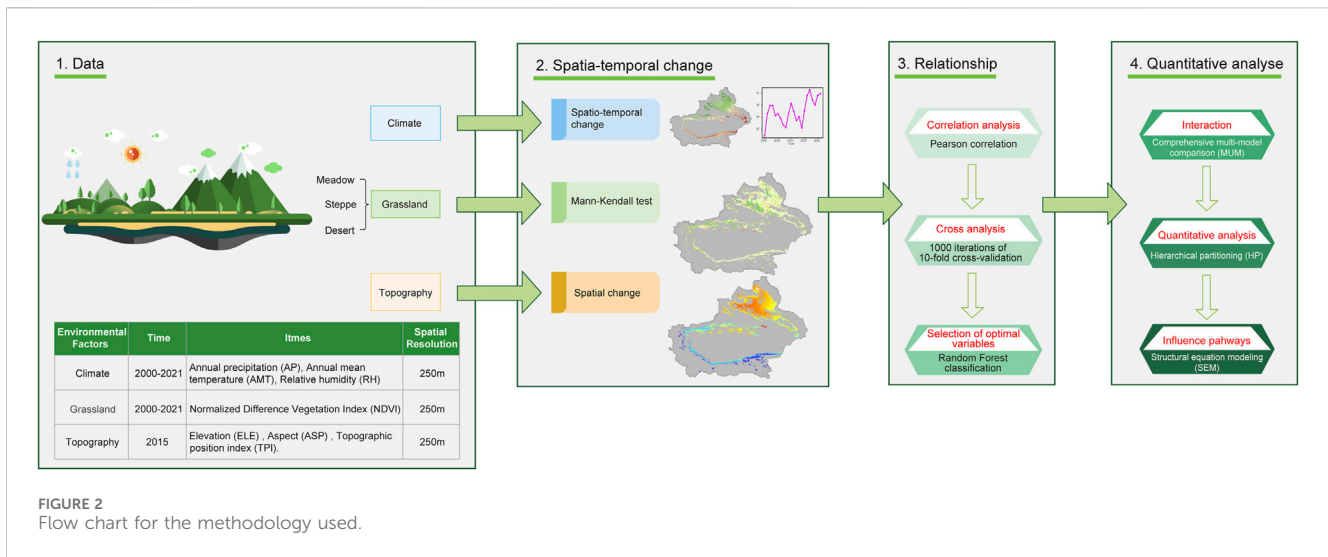 1. Data
Climate
Meadow
Steppe
Desert
Grassland
Topography
Environmental
Factors
Time
Itmes
Spatial
Resolution
Climate
2000-2021
Annual precipitation (AP), Annual mean
temperature (AMT), Relative humidity (RH)
250m
Grassland
2000-2021
Normalized Difference Vegetation Index (NDVI)
250m
Topography
2015
Elevation (ELE) , Aspect (ASP) , Topographic
position index (TPI).
250m
2. Spatia-temporal change
Spatio-temporal
change
Mann-Kendall test
Spatial change
3. Relationship
Correlation analysis
Pearson correlation
Cross analysis
1000 iterations of
10-fold cross-validation
Selection of optimal
variables
Random Forest
classification
4. Quantitative analyse
Interaction
Comprehensive multi-model
comparison (MUM)
Quantitative analysis
Hierarchical partitioning (HP)
Influence pahways
Structural equation modeling
(SEM)
FIGURE 2
Flow chart for the methodology used.